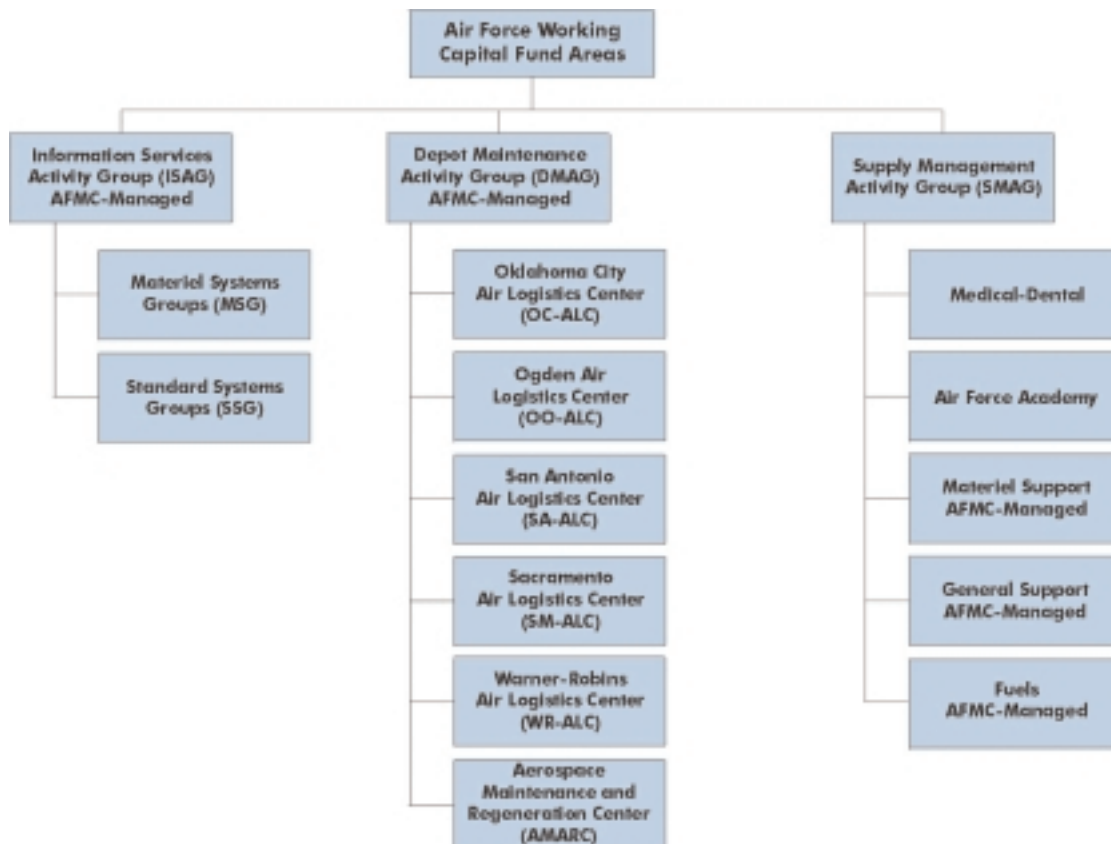 Air Force Working
Capital Fund Areas
Information Services
Activity Group (ISAG)
AFMC-Managed
Materiel Systems
Groups (MSG)
Standard Systems
Groups (SSG)
Depot Maintenance
Activity Group (DMAG)
AFMC-Managed
Oklahoma City
Air Logistics Center
(OC-ALC)
Ogden Air
Logistics Center
(OO-ALC)
San Antonio
Air Logistics Center
(SA-ALC)
Sacramento
Air Logistics Center
(SM-ALC)
Warner-Robins
Air Logistics Center
(WR-ALC)
Aerospace
Maintenance and
Regeneration Center
(AMARC)
Supply Management
Activity Group (SMAG)
Medical-Dental
Air Force Academy
Materiel Support
AFMC-Managed
General Support
AFMC-Managed
Fuels
AFMC-Managed